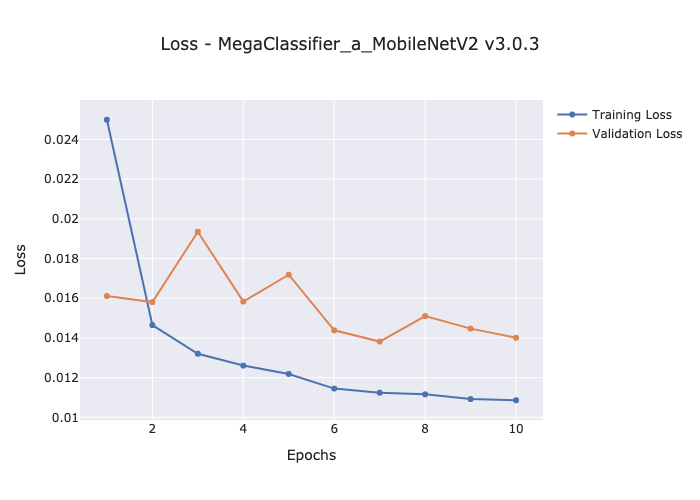 Loss - MegaClassifier_a_MobileNetV2 v3.0.3
Training Loss
Validation Loss
Loss
0.024
0.022
0.02
0.018
0.016
0.014
0.012
0.01
2 4 6 8 10
Epochs